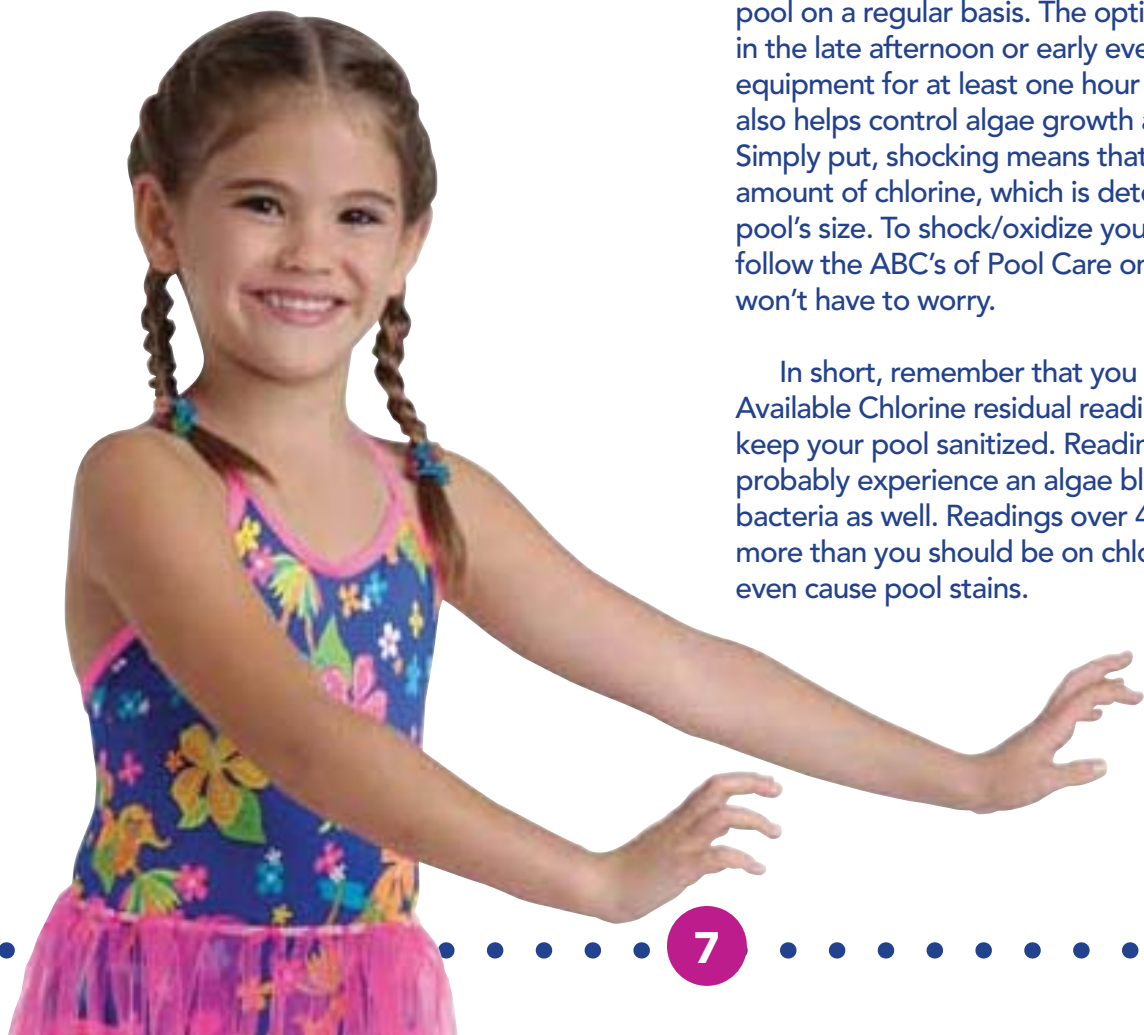 pool on a regular basis. The opti
in the late afternoon or early eve
equipment for at least one hour
also helps control algae growth a
Simply put, shocking means that
amount of chlorine, which is dete
pool's size. To shock/oxidize you
follow the ABC's of Pool Care or
won't have to worry.
In short, remember that you
Available Chlorine residual readi
keep your pool sanitized. Readin
probably experience an algae bl
bacteria as well. Readings over 4
more than you should be on chlo
even cause pool stains.
7